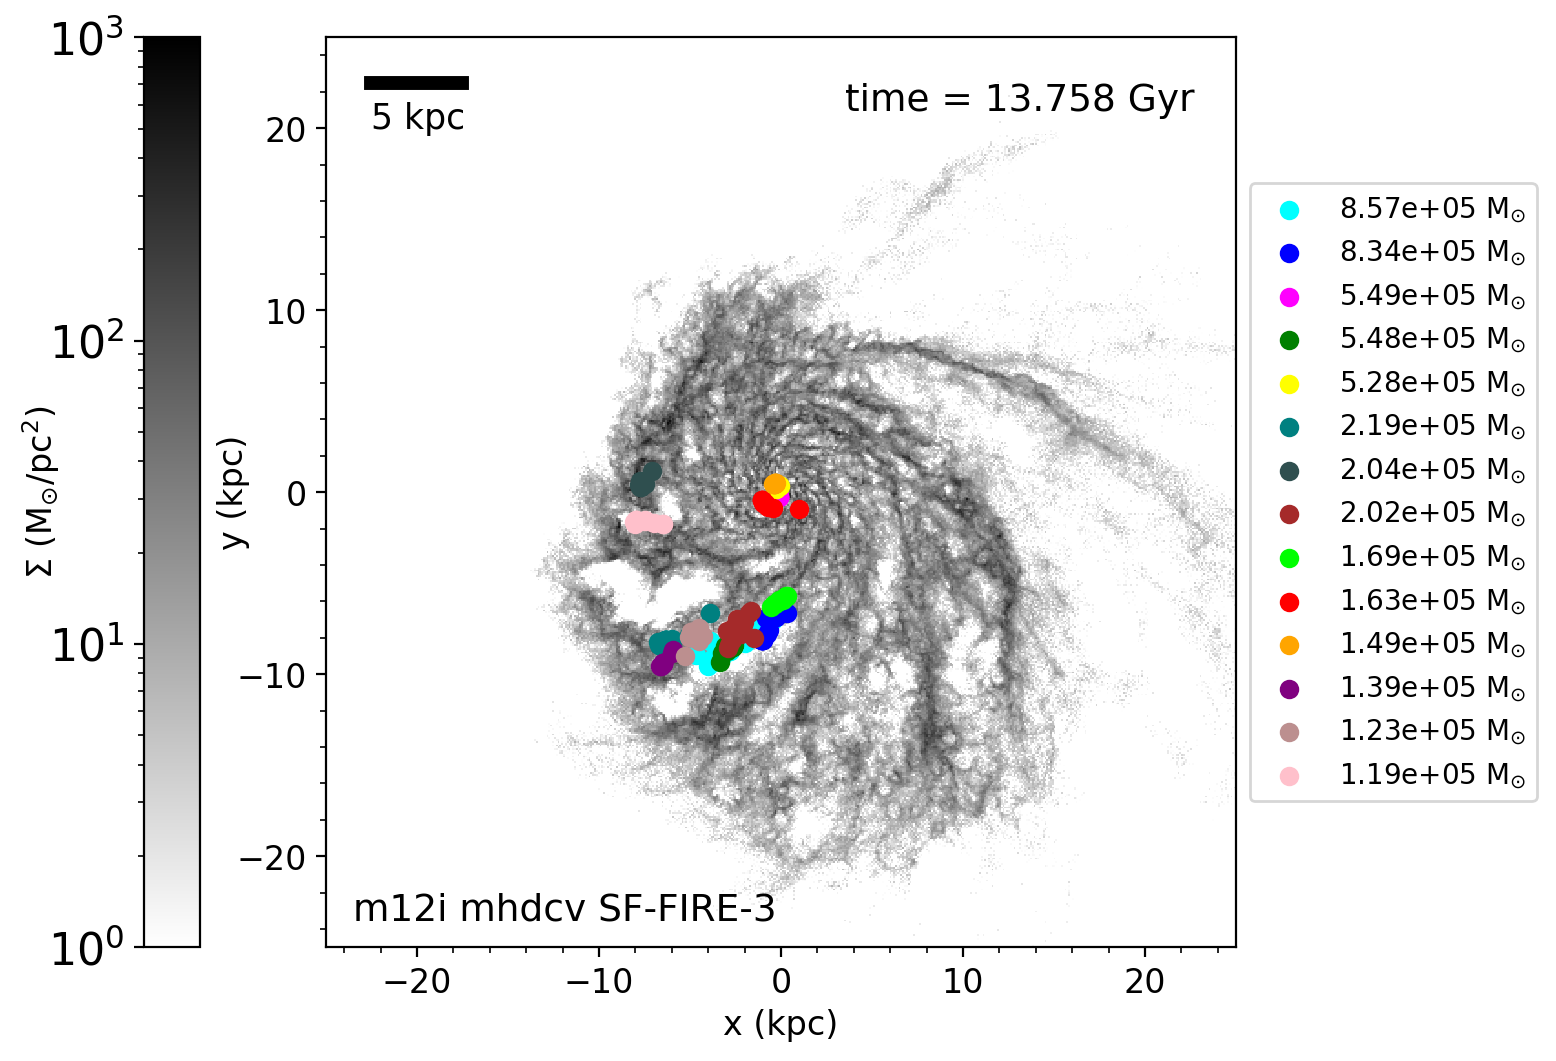 10³
10²
10¹
10⁰
Σ (M⊙/pc²)
y (kpc)
20
10
0
−10
−20
5 kpc
time = 13.758 Gyr
m12i mhdcv SF-FIRE-3
−20
−10
0
10
20
x (kpc)
8.57e+05 M⊙
8.34e+05 M⊙
5.49e+05 M⊙
5.48e+05 M⊙
5.28e+05 M⊙
2.19e+05 M⊙
2.04e+05 M⊙
2.02e+05 M⊙
1.69e+05 M⊙
1.63e+05 M⊙
1.49e+05 M⊙
1.39e+05 M⊙
1.23e+05 M⊙
1.19e+05 M⊙